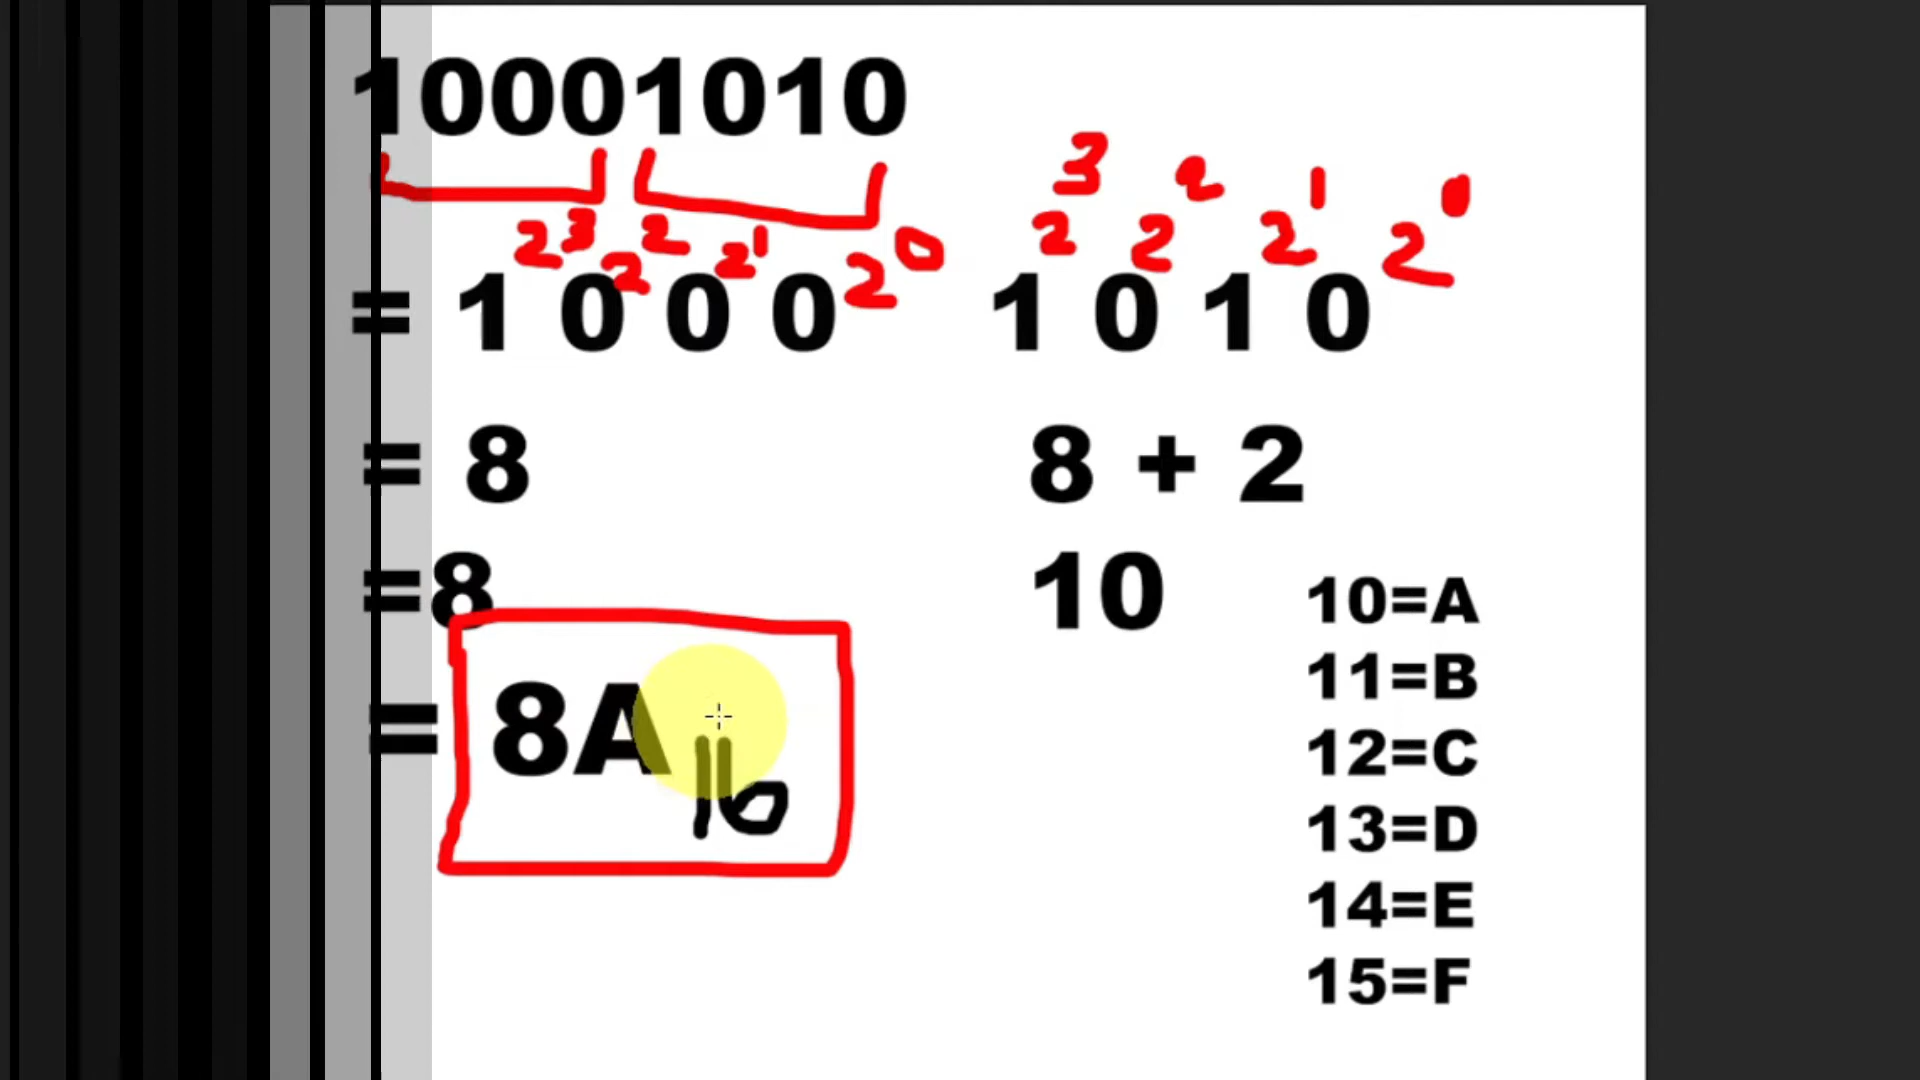 10001010
2³ 2² 2¹ 2⁰ 2³ 2² 2¹ 2⁰
= 1 0 0 0 1 0 1 0
= 8 8 + 2
=8 10
= 8A₁₆
10=A
11=B
12=C
13=D
14=E
15=F